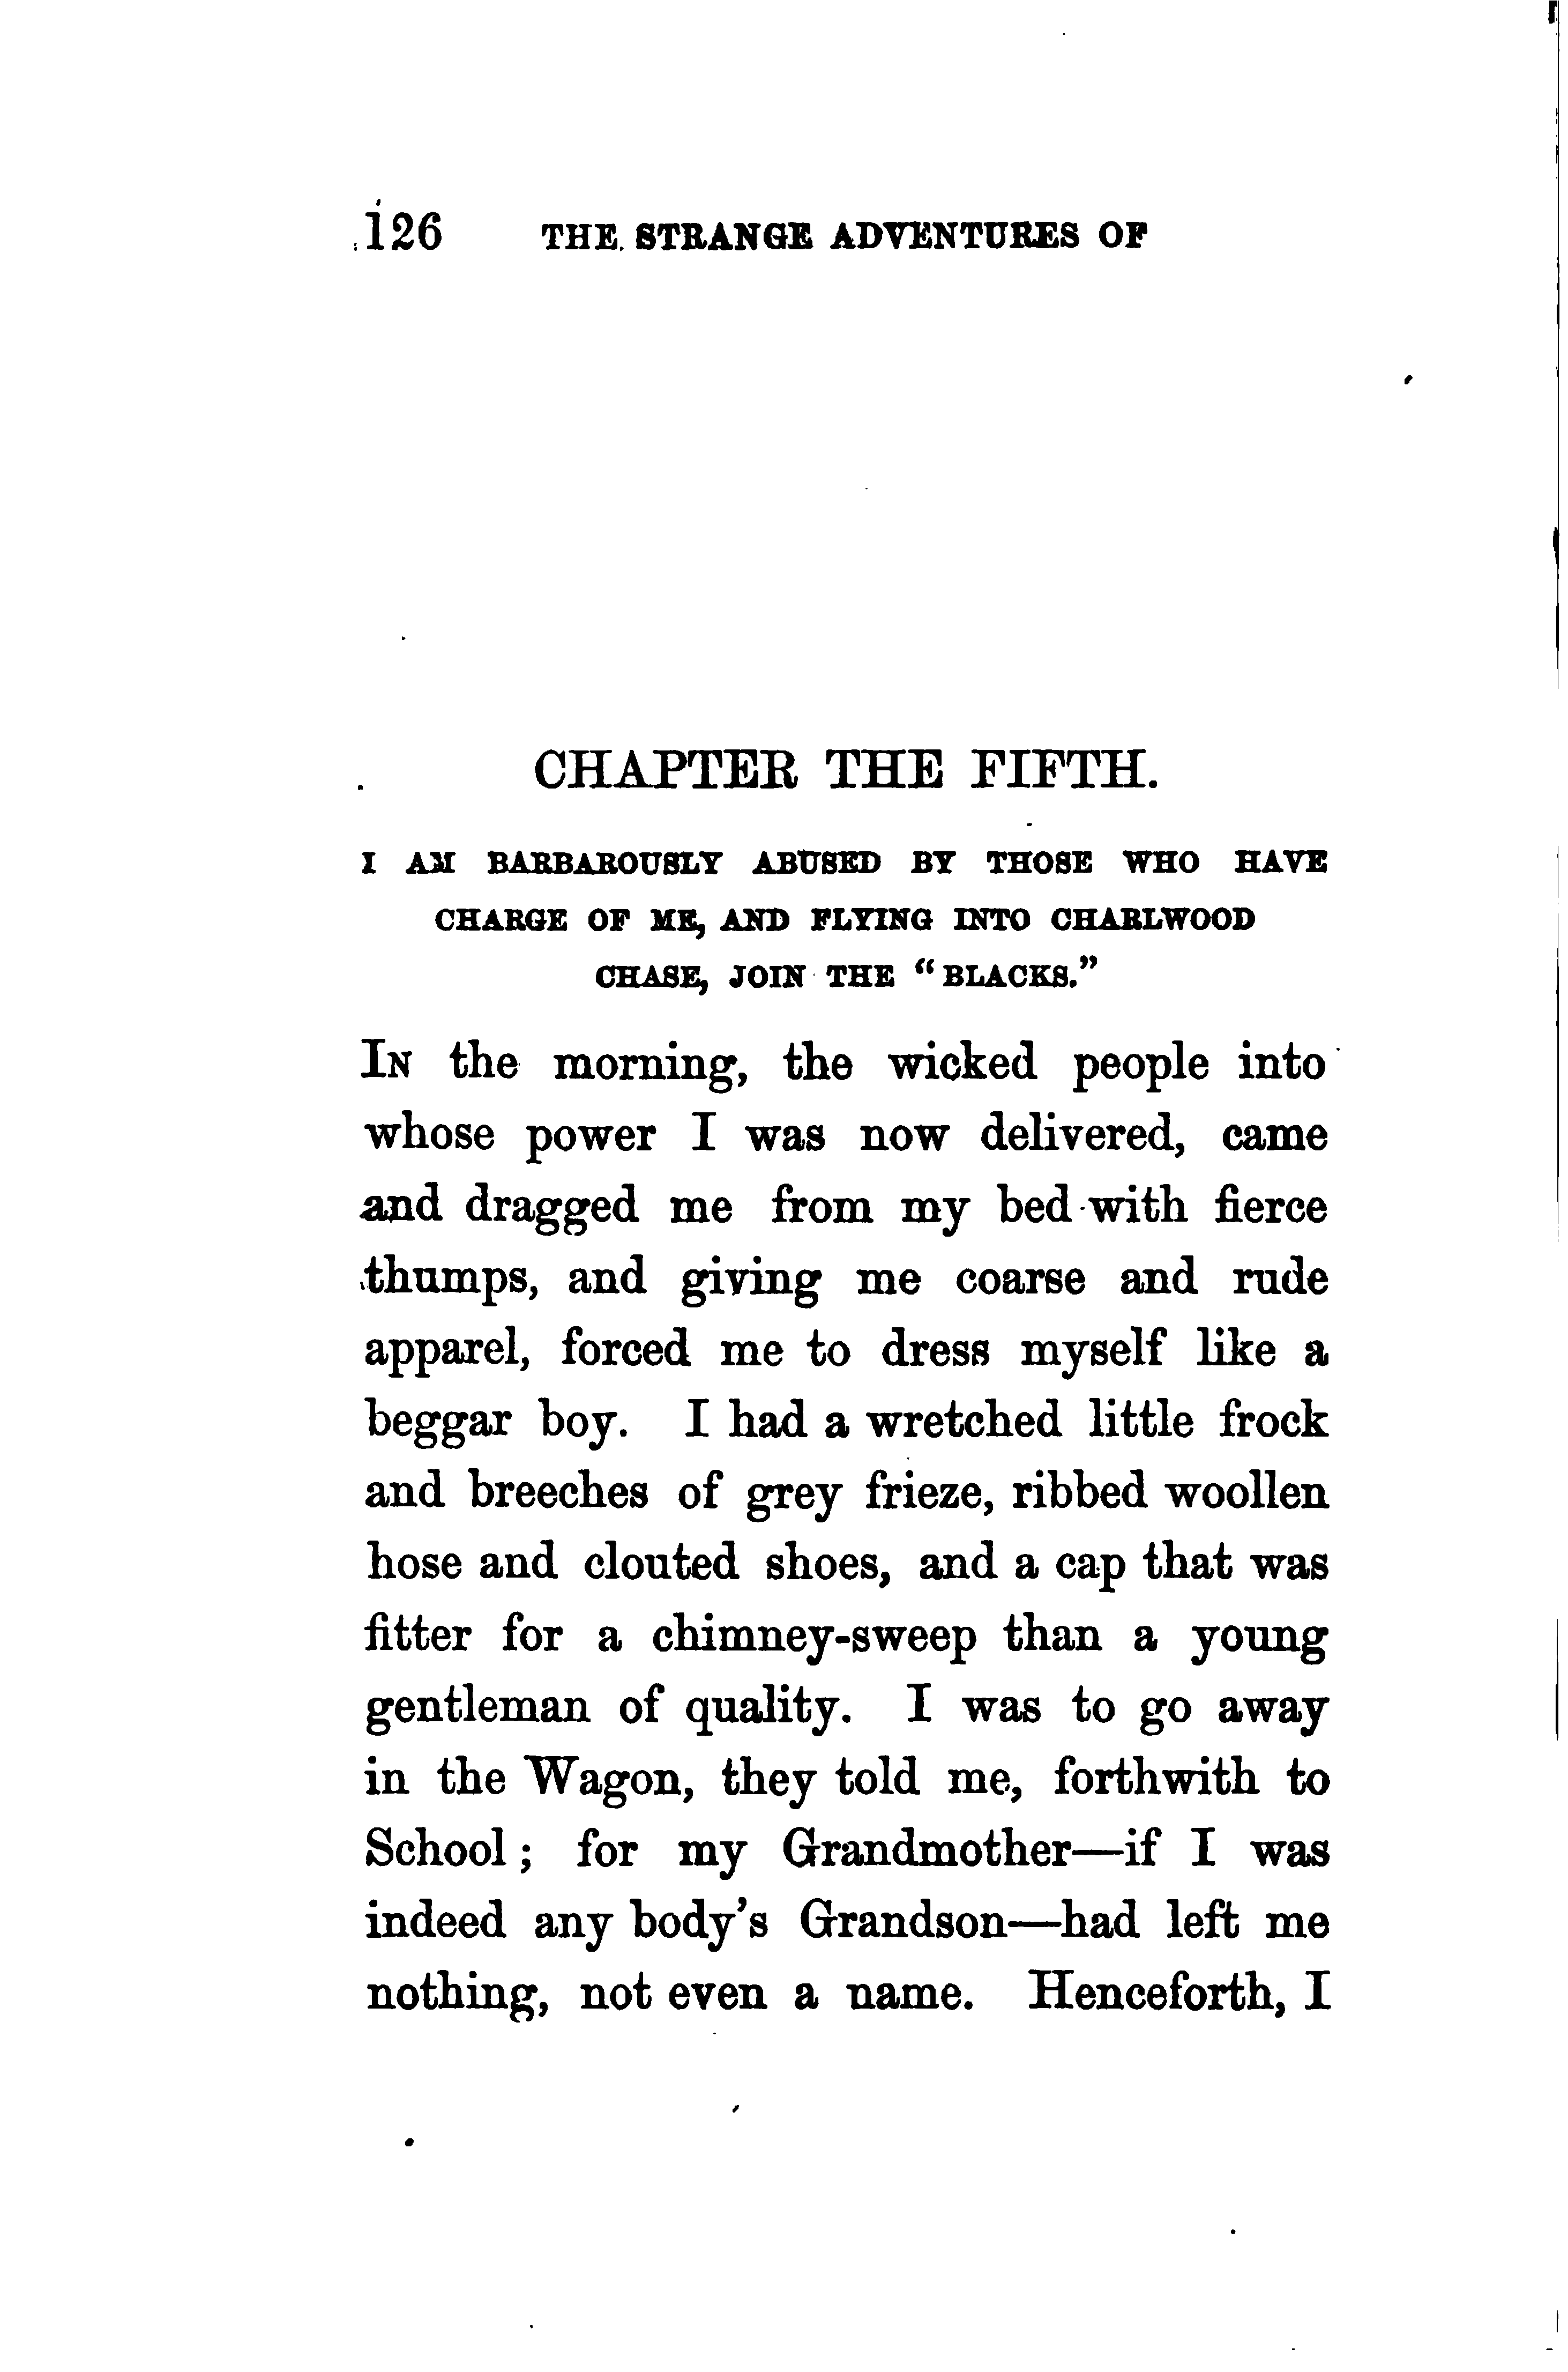 126 THE STRANGE ADVENTURES OF
CHAPTER THE FIFTH.
I AM BARBAROUSLY ABUSED BY THOSE WHO HAVE
CHARGE OF ME, AND FLYING INTO CHARLWOOD
CHASE, JOIN THE “BLACKS.”
IN the morning, the wicked people into
whose power I was now delivered, came
and dragged me from my bed with fierce
thumps, and giving me coarse and rude
apparel, forced me to dress myself like a
beggar boy. I had a wretched little frock
and breeches of grey frieze, ribbed woollen
hose and clouted shoes, and a cap that was
fitter for a chimney-sweep than a young
gentleman of quality. I was to go away
in the Wagon, they told me, forthwith to
School; for my Grandmother—if I was
indeed any body’s Grandson—had left me
nothing, not even a name. Henceforth, I